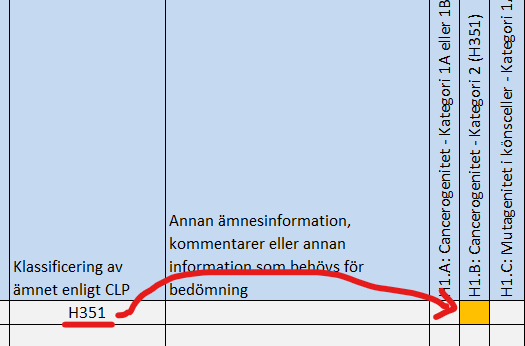 Klassificering av
ämnet enligt CLP
Annan ämnesinformation,
kommentarer eller annan
information som behövs för
bedömning
H1.A: Cancerogenitet - Kategori 1A eller 1B
H1.B: Cancerogenitet - Kategori 2 (H351)
H1.C: Mutagenitet i könsceller - Kategori 1A
H351